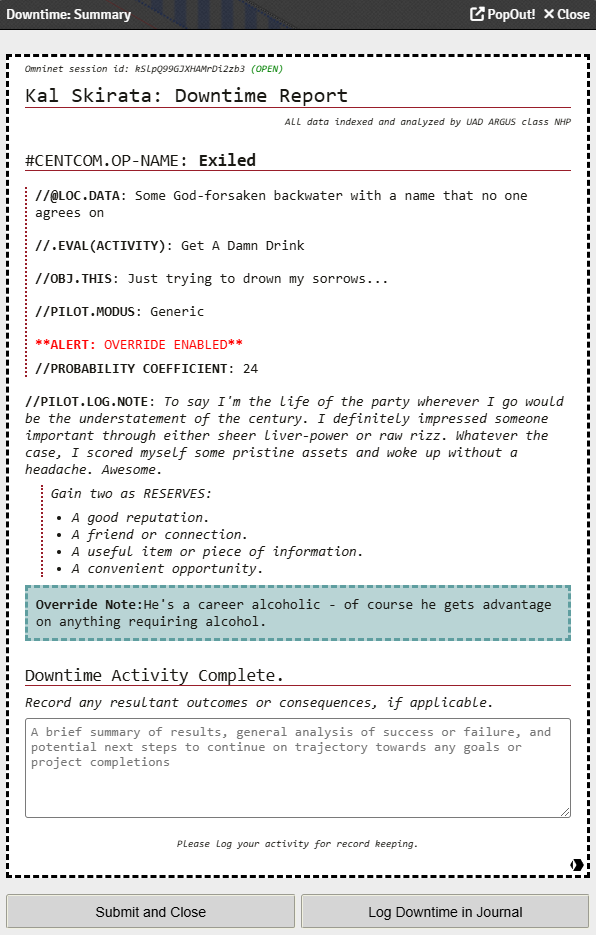 Downtime: Summary
PopOut!
Close
Omninet session id: kSlpQ99GJXHAMrDi2zb3 (OPEN)
Kal Skirata: Downtime Report
All data indexed and analyzed by UAD ARGUS class NHP
#CENTCOM.OP-NAME: Exiled
//@LOC.DATA: Some God-forsaken backwater with a name that no one
agrees on
//.EVAL(ACTIVITY): Get A Damn Drink
//OBJ.THIS: Just trying to drown my sorrows...
//PILOT.MODUS: Generic
**ALERT: OVERRIDE ENABLED**
//PROBABILITY COEFFICIENT: 24
//PILOT.LOG.NOTE: To say I'm the life of the party wherever I go would
be the understatement of the century. I definitely impressed someone
important through either sheer liver-power or raw rizz. Whatever the
case, I scored myself some pristine assets and woke up without a
headache. Awesome.
Gain two as RESERVES:
• A good reputation.
• A friend or connection.
• A useful item or piece of information.
• A convenient opportunity.
Override Note:He's a career alcoholic - of course he gets advantage
on anything requiring alcohol.
Downtime Activity Complete.
Record any resultant outcomes or consequences, if applicable.
A brief summary of results, general analysis of success or failure, and
potential next steps to continue on trajectory towards any goals or
project completions
Please log your activity for record keeping.
Submit and Close
Log Downtime in Journal